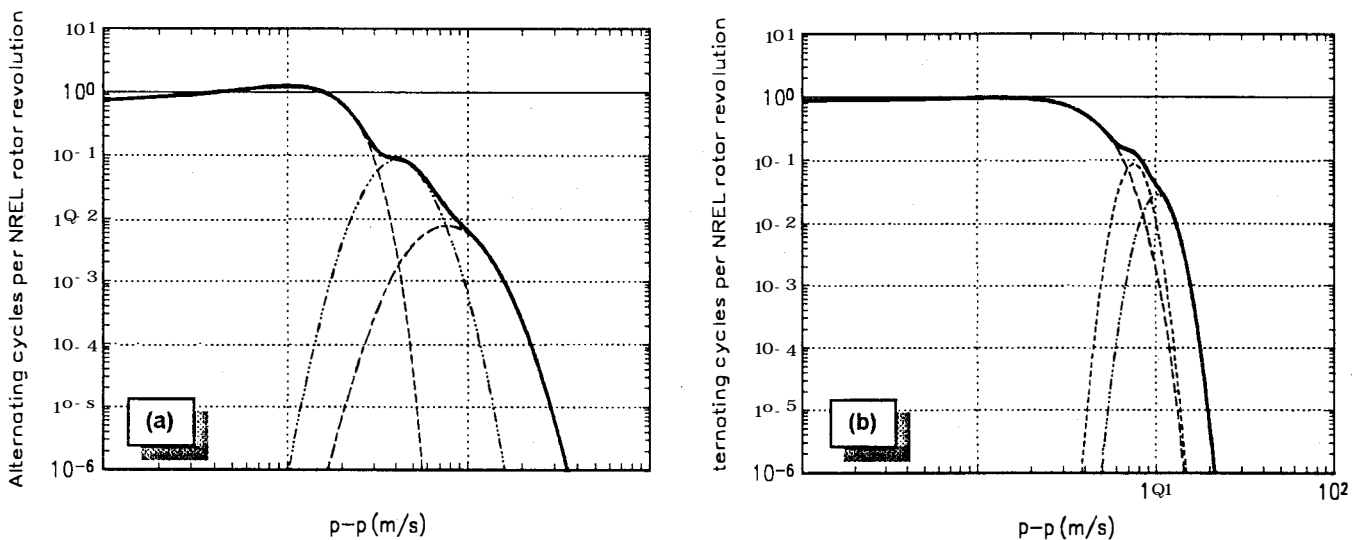 Alternating cycles per NREL rotor revolution
10¹
10⁰
10⁻¹
1Q⁻²
10⁻³
10⁻⁴
10⁻⁵
10⁻⁶
(a)
p-p (m/s)
ternating cycles per NREL rotor revolution
10¹
10⁰
10⁻¹
10⁻²
10⁻³
10⁻⁴
10⁻⁵
10⁻⁶
(b)
1Q1
10²
p-p (m/s)